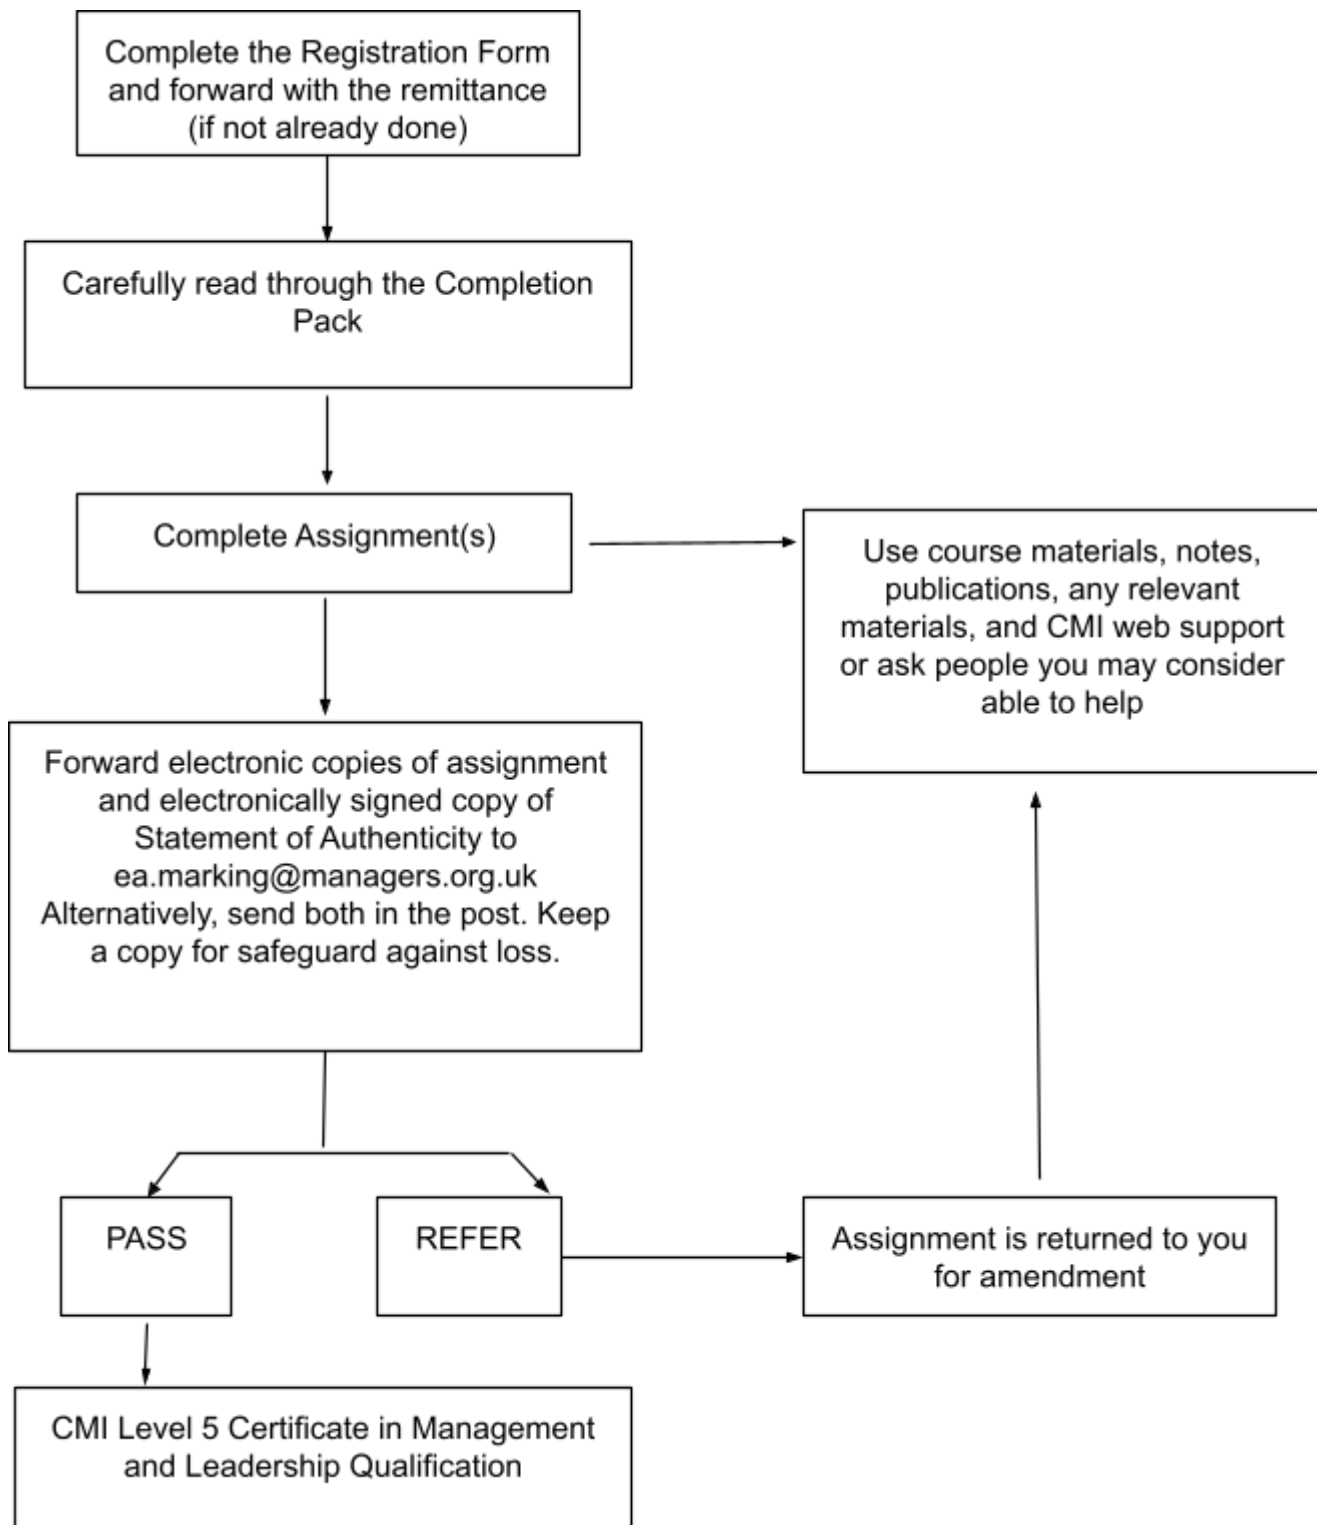 Complete the Registration Form
and forward with the remittance
(if not already done)
Carefully read through the Completion
Pack
Complete Assignment(s)
Use course materials, notes,
publications, any relevant
materials, and CMI web support
or ask people you may consider
able to help
Forward electronic copies of assignment
and electronically signed copy of
Statement of Authenticity to
ea.marking@managers.org.uk
Alternatively, send both in the post. Keep
a copy for safeguard against loss.
PASS
REFER
Assignment is returned to you
for amendment
CMI Level 5 Certificate in Management
and Leadership Qualification